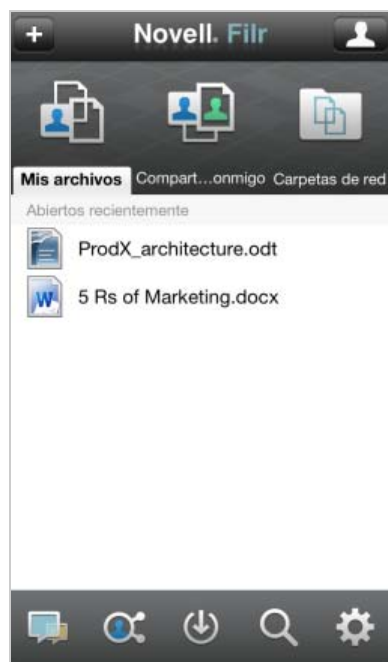 Novell. Filr
Mis archivos Compart...onmigo Carpetas de red
Abiertos recientemente
ProdX_architecture.odt
W 5 Rs of Marketing.docx